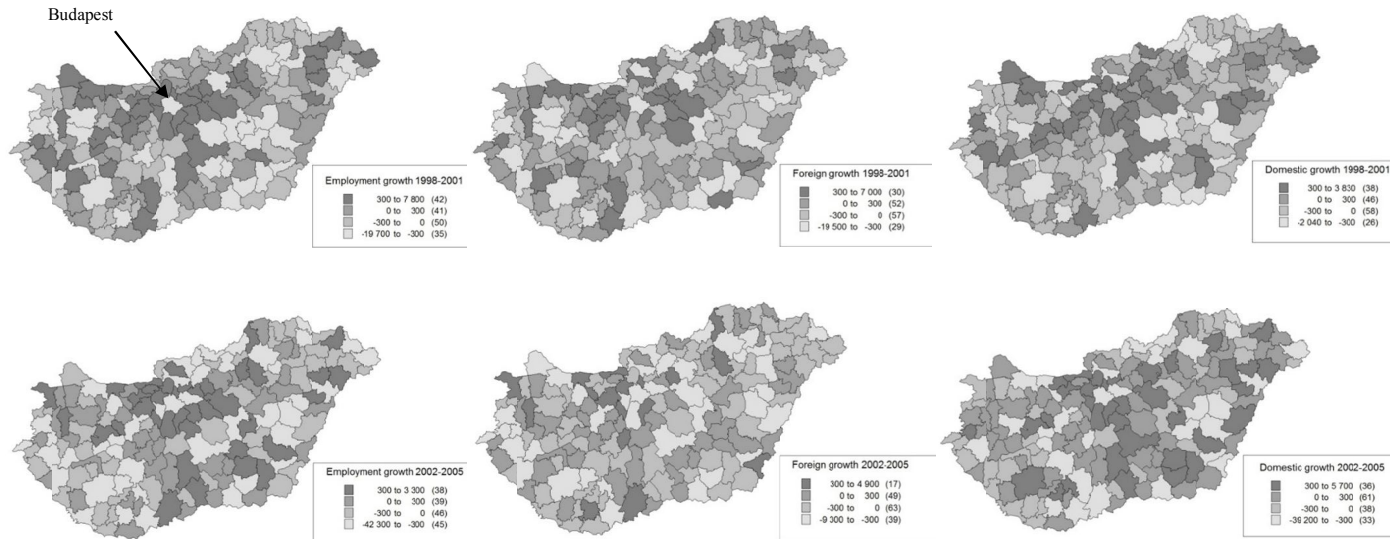 Budapest
Employment growth 1998-2001
300 to 7 800 (42)
0 to 300 (41)
-300 to 0 (50)
-19 700 to -300 (35)
Foreign growth 1998-2001
300 to 7 000 (30)
0 to 300 (52)
-300 to 0 (57)
-19 500 to -300 (29)
Domestic growth 1998-2001
300 to 3 830 (38)
0 to 300 (46)
-300 to 0 (58)
-2 040 to -300 (26)
Employment growth 2002-2005
300 to 3 300 (38)
0 to 300 (39)
-300 to 0 (46)
-42 300 to -300 (45)
Foreign growth 2002-2005
300 to 4 900 (17)
0 to 300 (49)
-300 to 0 (63)
-9 300 to -300 (39)
Domestic growth 2002-2005
300 to 5 700 (36)
0 to 300 (61)
-300 to 0 (38)
to -300 (33)